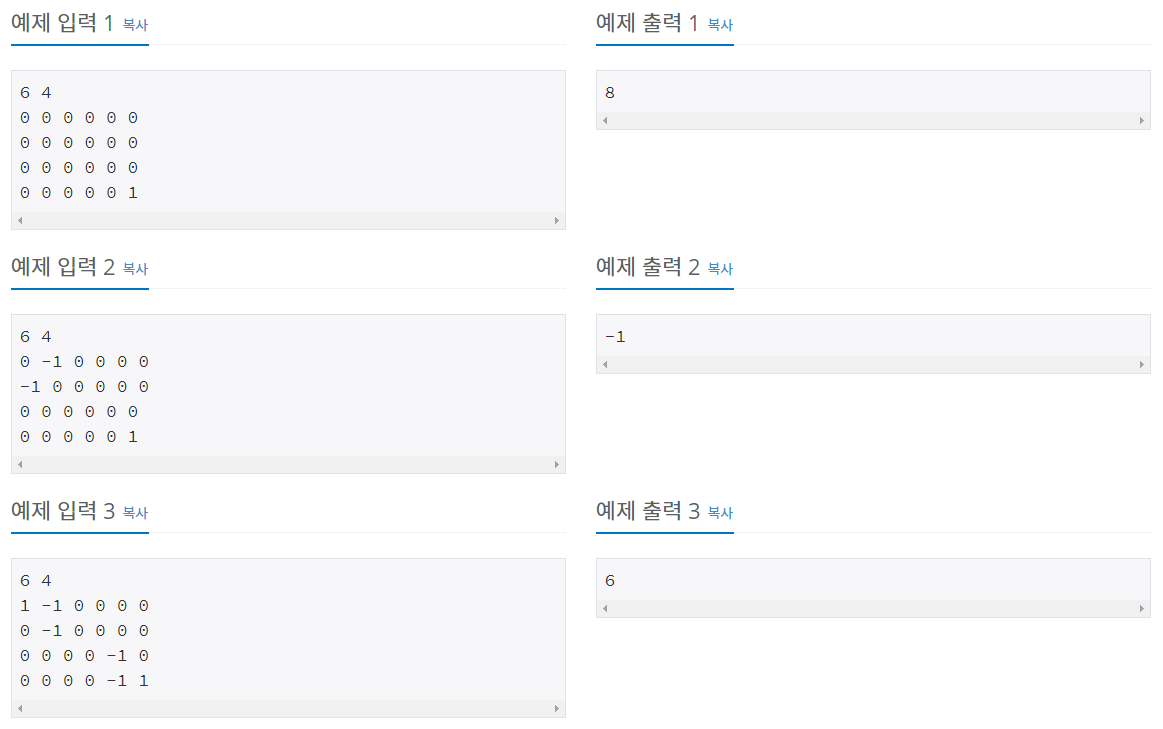 예제 입력 1 복사
6 4
0 0 0 0 0 0
0 0 0 0 0 0
0 0 0 0 0 0
0 0 0 0 0 1
예제 출력 1 복사
8
예제 입력 2 복사
6 4
0 -1 0 0 0 0
-1 0 0 0 0 0
0 0 0 0 0 0
0 0 0 0 0 1
예제 출력 2 복사
-1
예제 입력 3 복사
6 4
1 -1 0 0 0 0
0 -1 0 0 0 0
0 0 0 0 -1 0
0 0 0 0 -1 1
예제 출력 3 복사
6